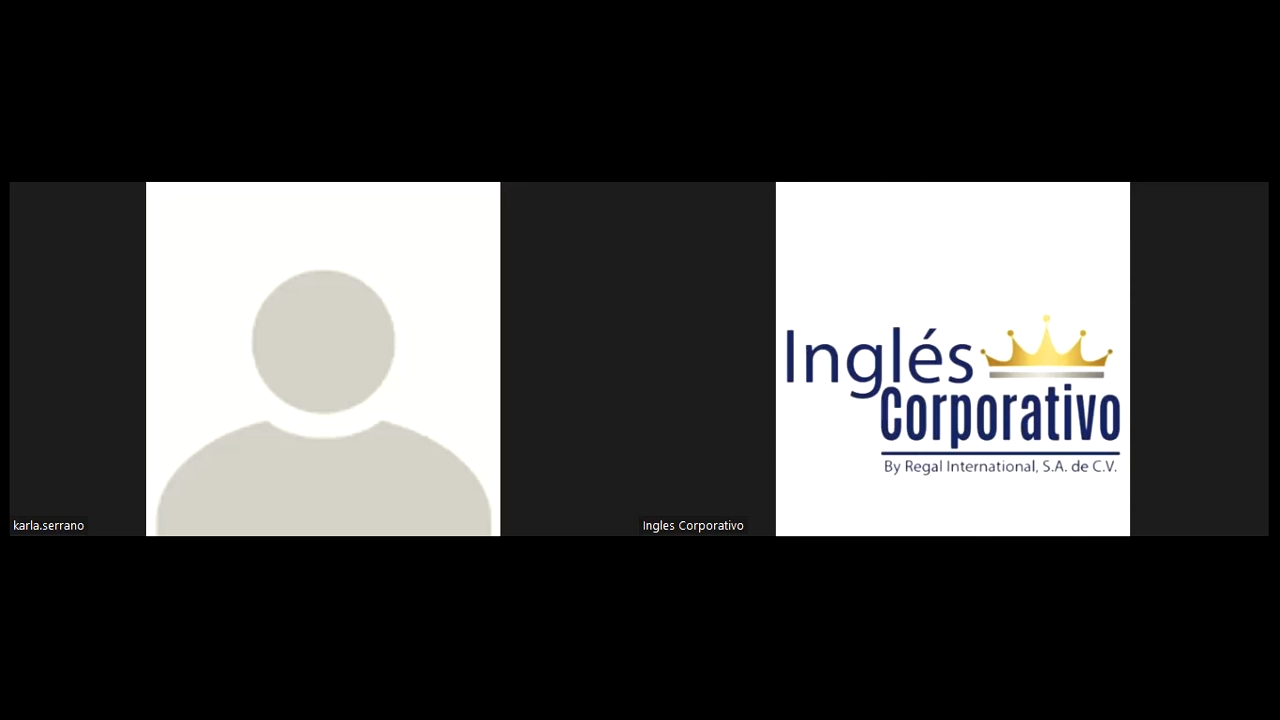 Inglés
Corporativo
By Regal International, S.A. de C.V.
karla.serrano
Ingles Corporativo